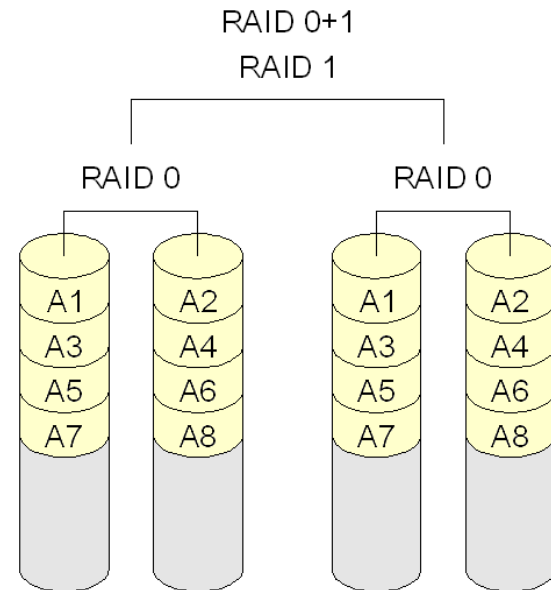 RAID 0+1
RAID 1
RAID 0 RAID 0
A1 A2 A1 A2
A3 A4 A3 A4
A5 A6 A5 A6
A7 A8 A7 A8